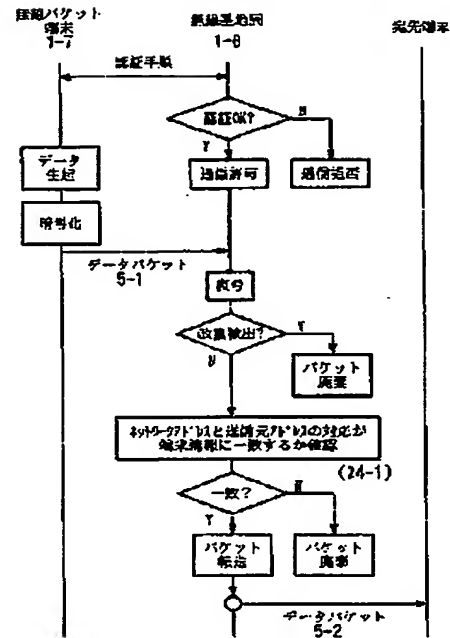 無線パケット
端末
1-7
無線基地局
1-8
宛先端末
認証手順
認証OK?
N
Y
データ
生起
通信許可
通信拒否
暗号化
データパケット
5-1
復号
改竄検出?
Y
N
パケット
廃棄
ネットワークアドレスと送信元アドレスの対応が
端末情報に一致するか確認
(24-1)
一致?
N
Y
パケット
転送
パケット
廃棄
データパケット
5-2